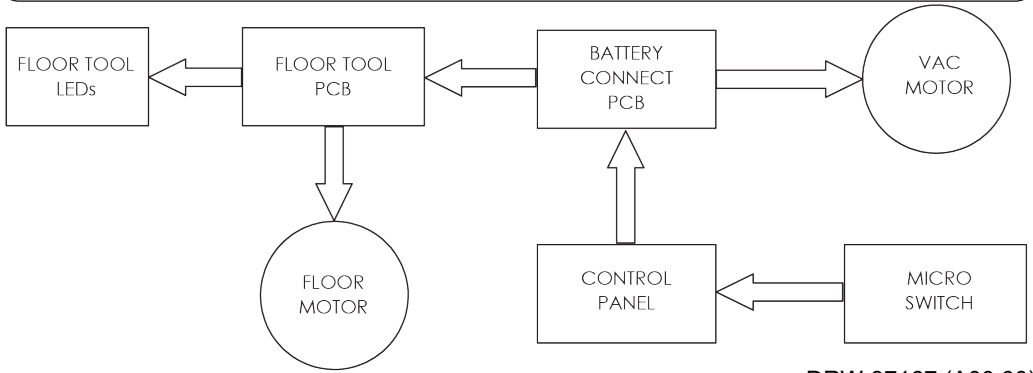 FLOOR TOOL
LEDs
FLOOR TOOL
PCB
BATTERY
CONNECT
PCB
VAC
MOTOR
FLOOR
MOTOR
CONTROL
PANEL
MICRO
SWITCH